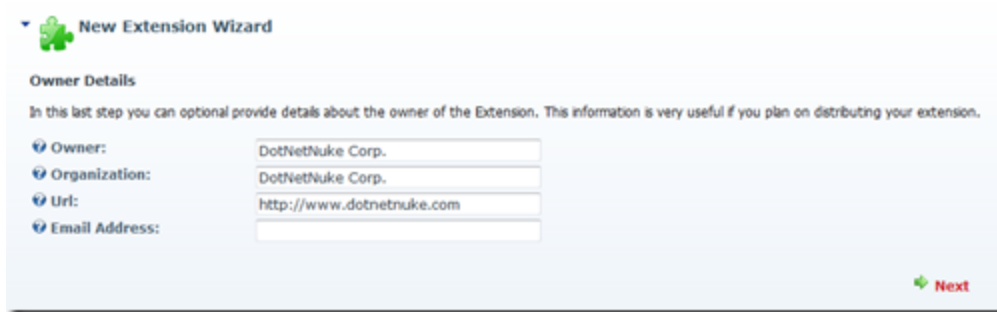 New Extension Wizard
Owner Details
In this last step you can optional provide details about the owner of the Extension. This information is very useful if you plan on distributing your extension.
Owner: DotNetNuke Corp.
Organization: DotNetNuke Corp.
Url: http://www.dotnetnuke.com
Email Address:
Next